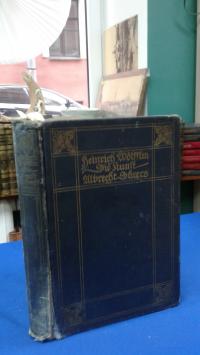 Heinrich Wölfflin
Die Kunst
Albrecht Dürers